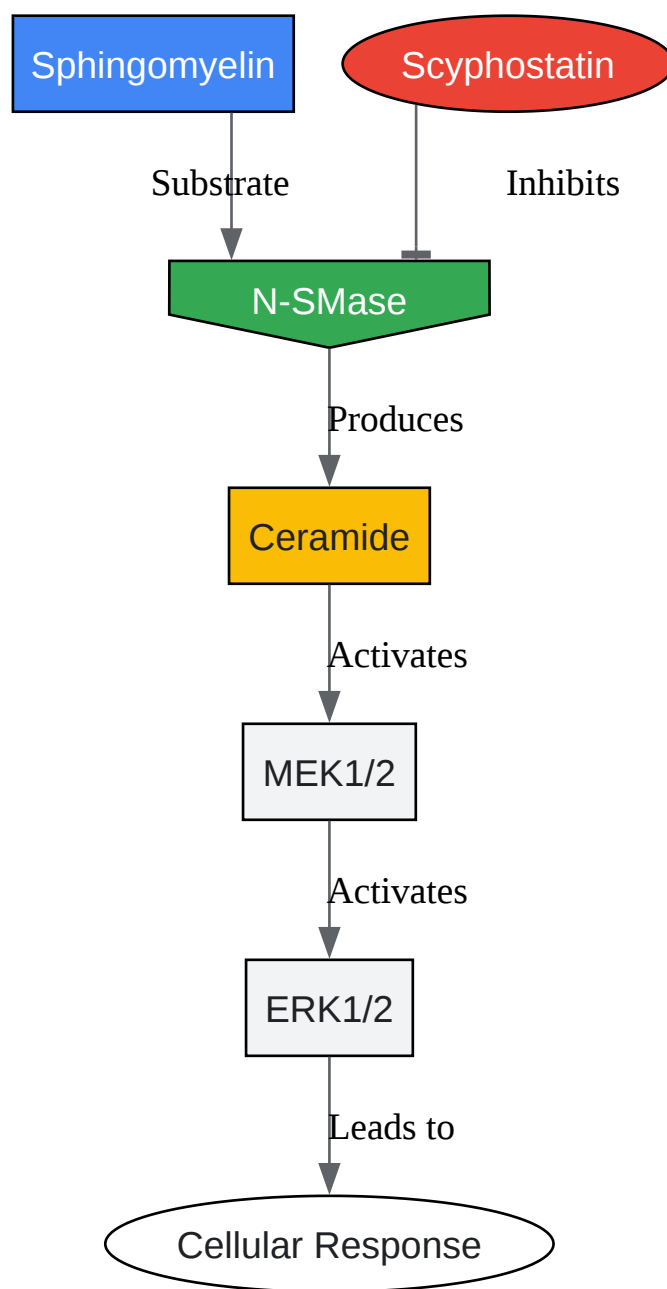 Sphingomyelin
Scyphostatin
Substrate
Inhibits
N-SMase
Produces
Ceramide
Activates
MEK1/2
Activates
ERK1/2
Leads to
Cellular Response